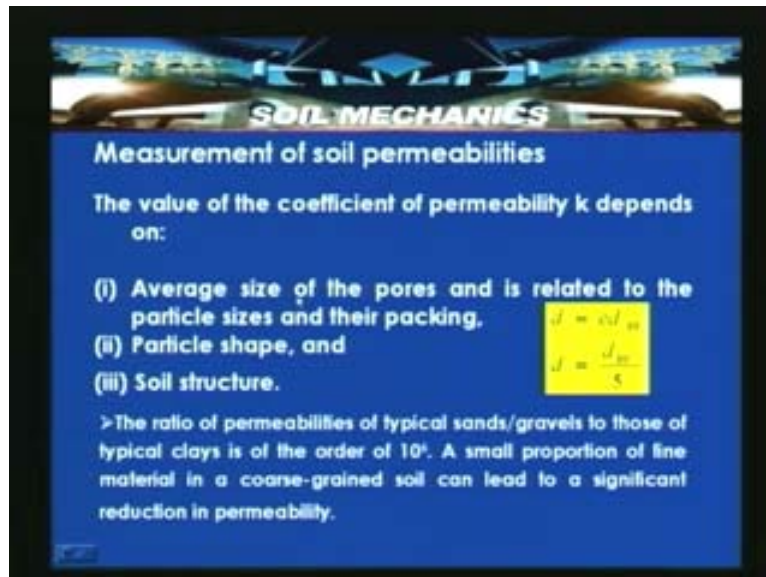 SOIL MECHANICS
Measurement of soil permeabilities
The value of the coefficient of permeability k depends
on:
(i) Average size of the pores and is related to the
particle sizes and their packing,
(ii) Particle shape, and
(iii) Soil structure.
d = ed₁₀
d = d₁₀/5
➢The ratio of permeabilities of typical sands/gravels to those of
typical clays is of the order of 10⁶. A small proportion of fine
material in a coarse-grained soil can lead to a significant
reduction in permeability.